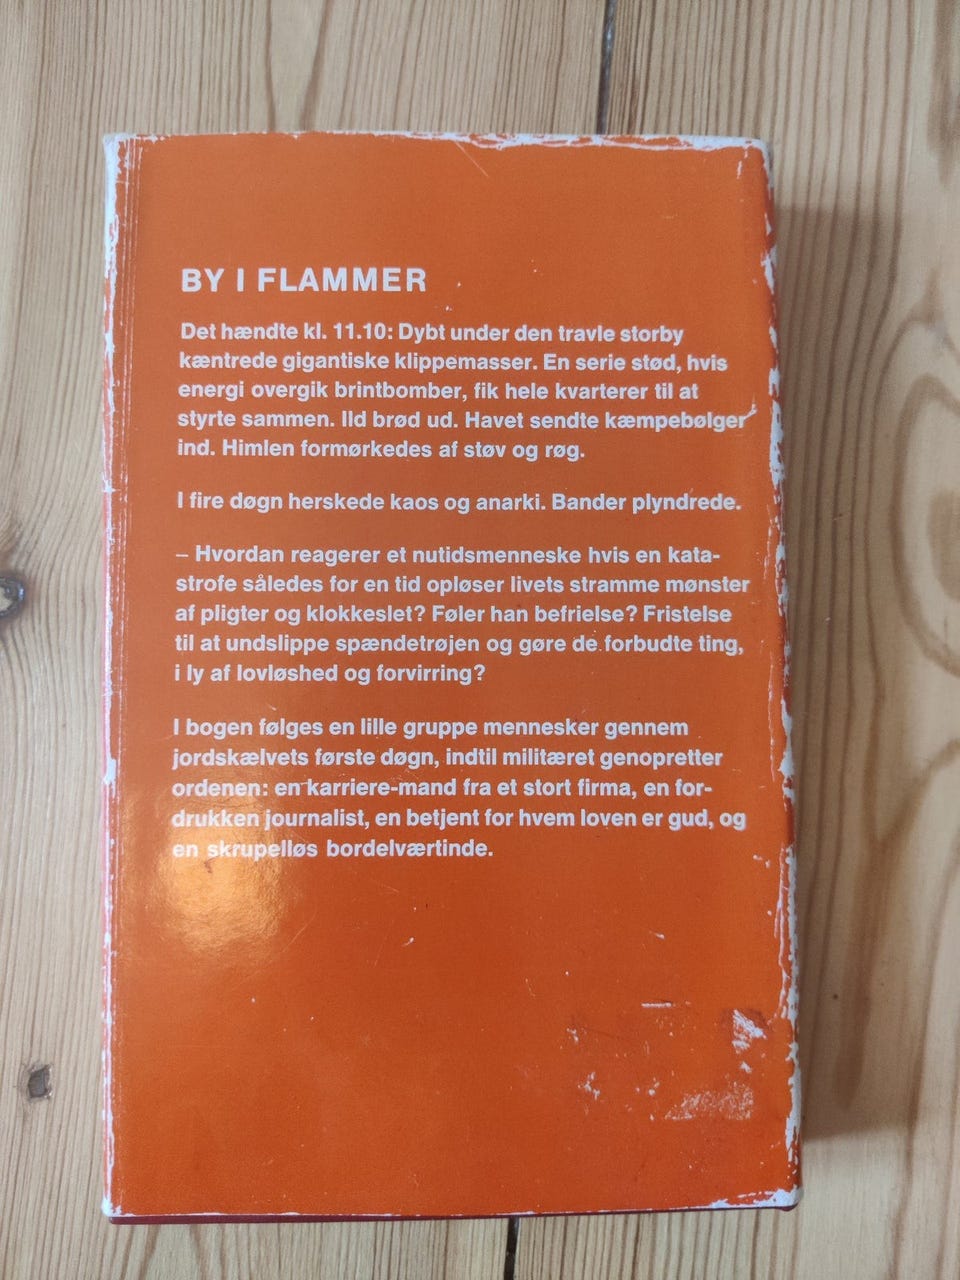 BY I FLAMMER
Det hændte kl. 11.10: Dybt under den travle storby
kæntrede gigantiske klippemasser. En serie stød, hvis
energi overgik brintbomber, fik hele kvarterer til at
styrte sammen. Ild brød ud. Havet sendte kæmpebølger
ind. Himlen formørkedes af støv og røg.
I fire døgn herskede kaos og anarki. Bander plyndrede.
– Hvordan reagerer et nutidsmenneske hvis en kata-
strofe således for en tid opløser livets stramme mønster
af pligter og klokkeslet? Føler han befrielse? Fristelse
til at undslippe spændetrøjen og gøre de forbudte ting,
i ly af lovløshed og forvirring?
I bogen følges en lille gruppe mennesker gennem
jordskælvets første døgn, indtil militæret genopretter
ordenen: en karriere-mand fra et stort firma, en for-
drukken journalist, en betjent for hvem loven er gud, og
en skrupelløs bordelværtinde.